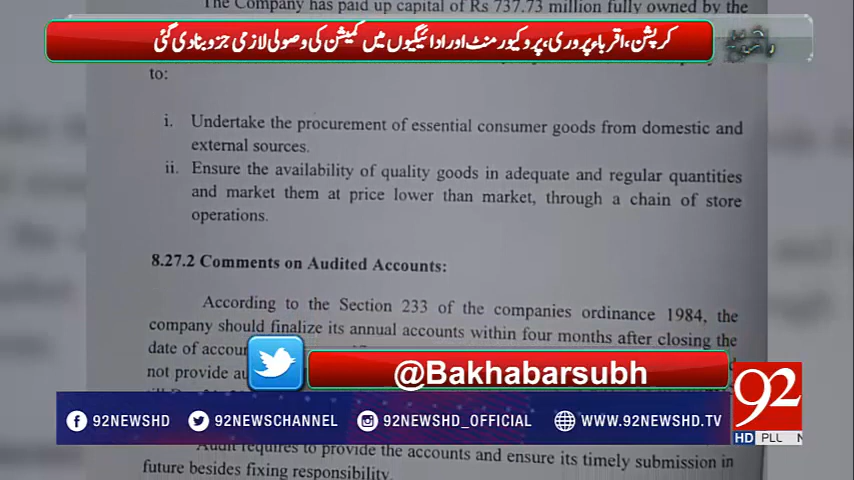 The Company has paid up capital of Rs 737.73 million fully owned by the
کرپشن، اقرباء پروری، پروکیورمنٹ اور ادائیگیوں میں کمیشن کی وصولی لازمی جزو بنا دی گئی
to:
i. Undertake the procurement of essential consumer goods from domestic and
external sources.
ii. Ensure the availability of quality goods in adequate and regular quantities
and market them at price lower than market, through a chain of store
operations.
8.27.2 Comments on Audited Accounts:
According to the Section 233 of the companies ordinance 1984, the
company should finalize its annual accounts within four months after closing the
date of accour
not provide au
@Bakhabarsubh
92NEWSHD 92NEWSCHANNEL 92NEWSHD_OFFICIAL WWW.92NEWSHD.TV
92
HD PLU
Audit requires to provide the accounts and ensure its timely submission in
future besides fixing responsibility.